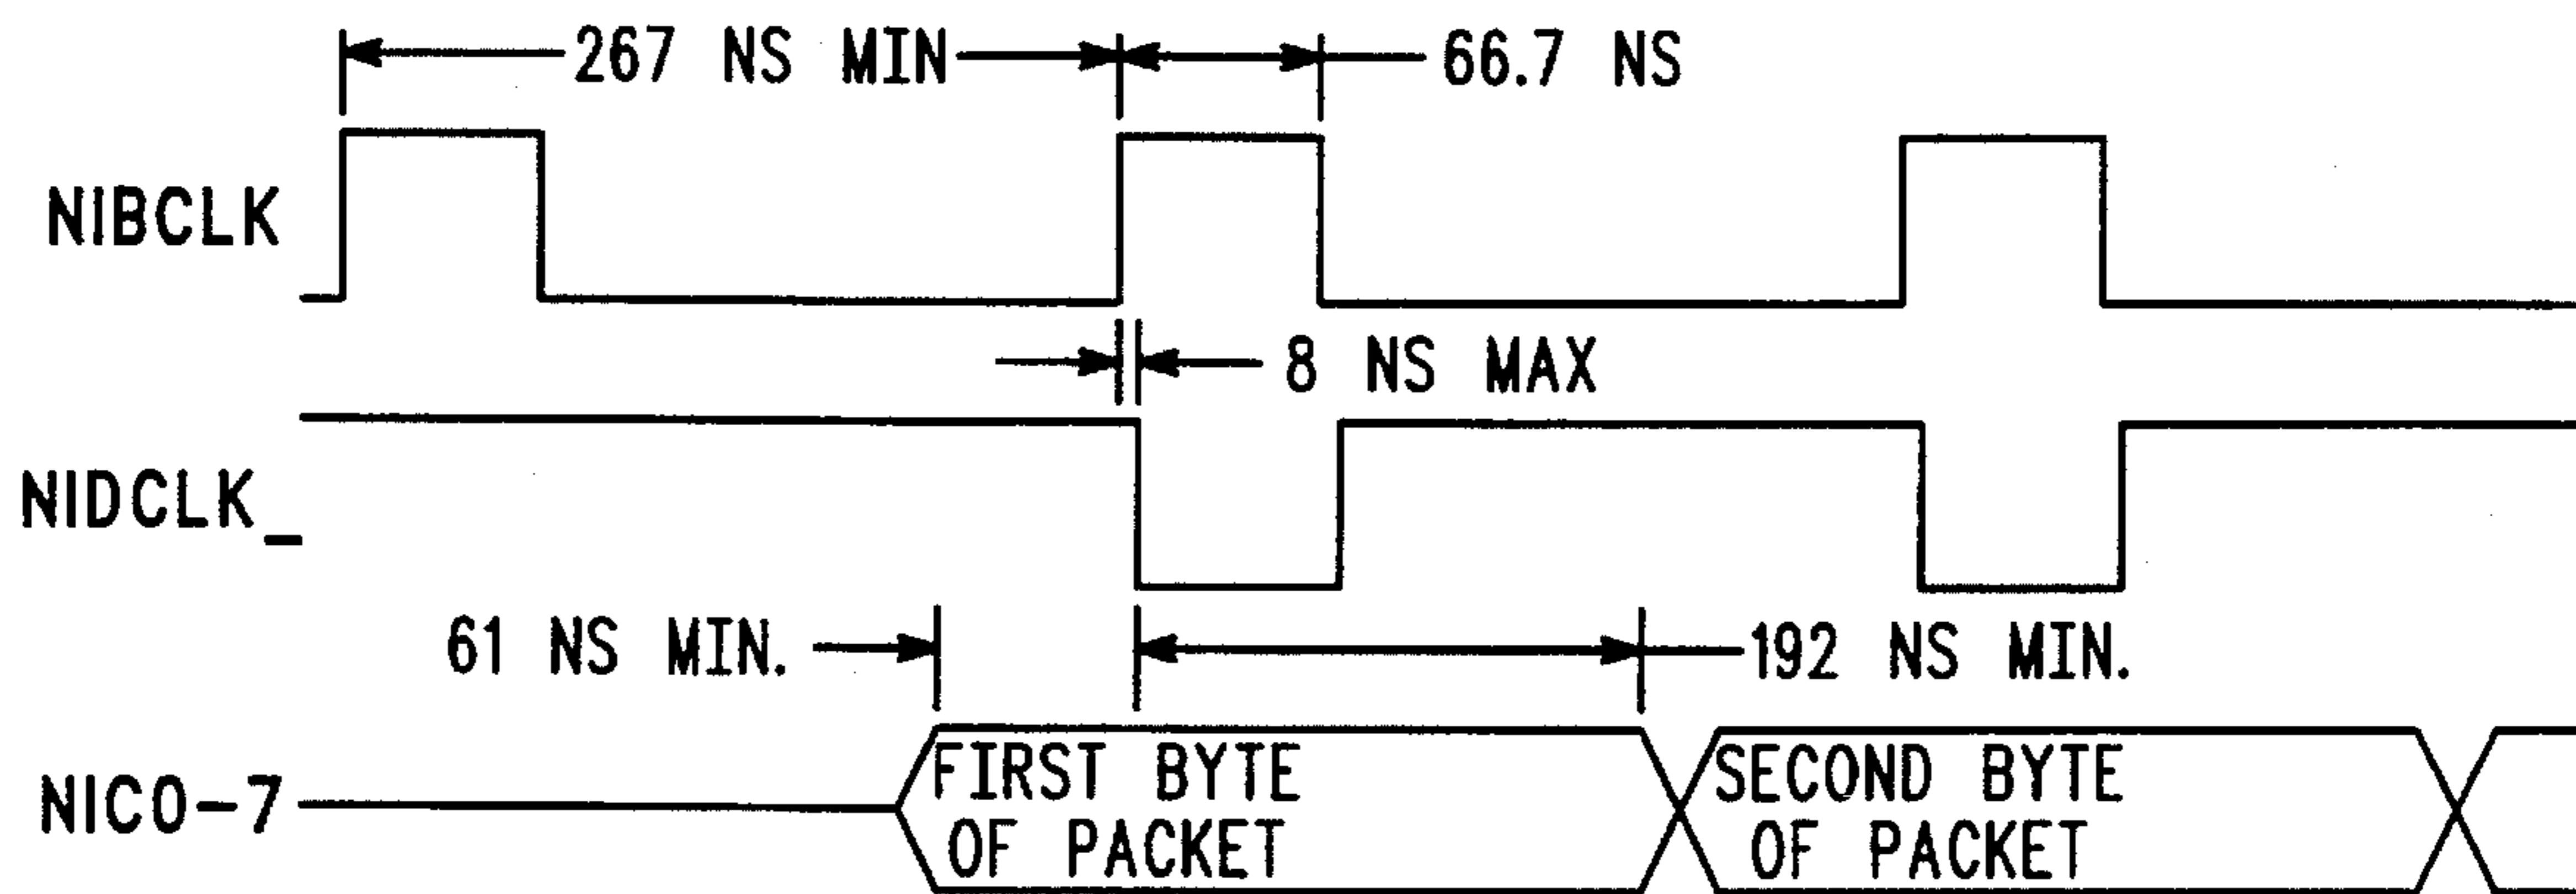 267 NS MIN
66.7 NS
NIBCLK
8 NS MAX
NIDCLK_
61 NS MIN.
192 NS MIN.
NIC0-7
FIRST BYTE
OF PACKET
SECOND BYTE
OF PACKET